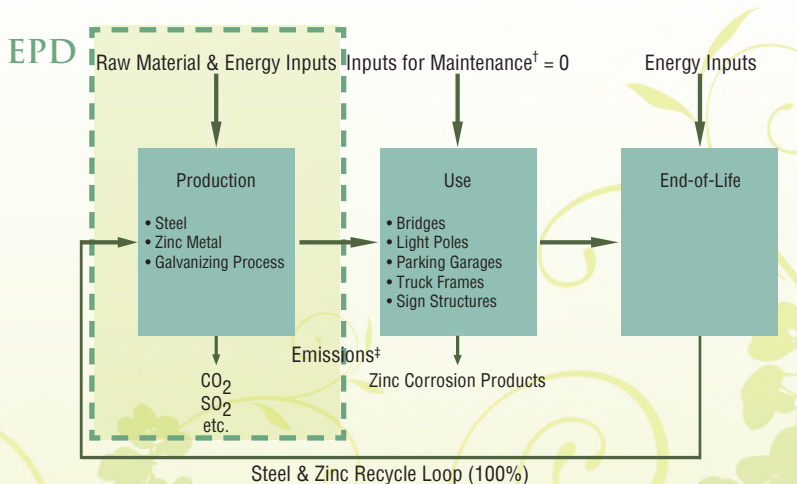 EPD
Raw Material & Energy Inputs
Inputs for Maintenance† = 0
Energy Inputs
Production
• Steel
• Zinc Metal
• Galvanizing Process
Use
• Bridges
• Light Poles
• Parking Garages
• Truck Frames
• Sign Structures
End-of-Life
Emissions‡
CO2
SO2
etc.
Zinc Corrosion Products
Steel & Zinc Recycle Loop (100%)